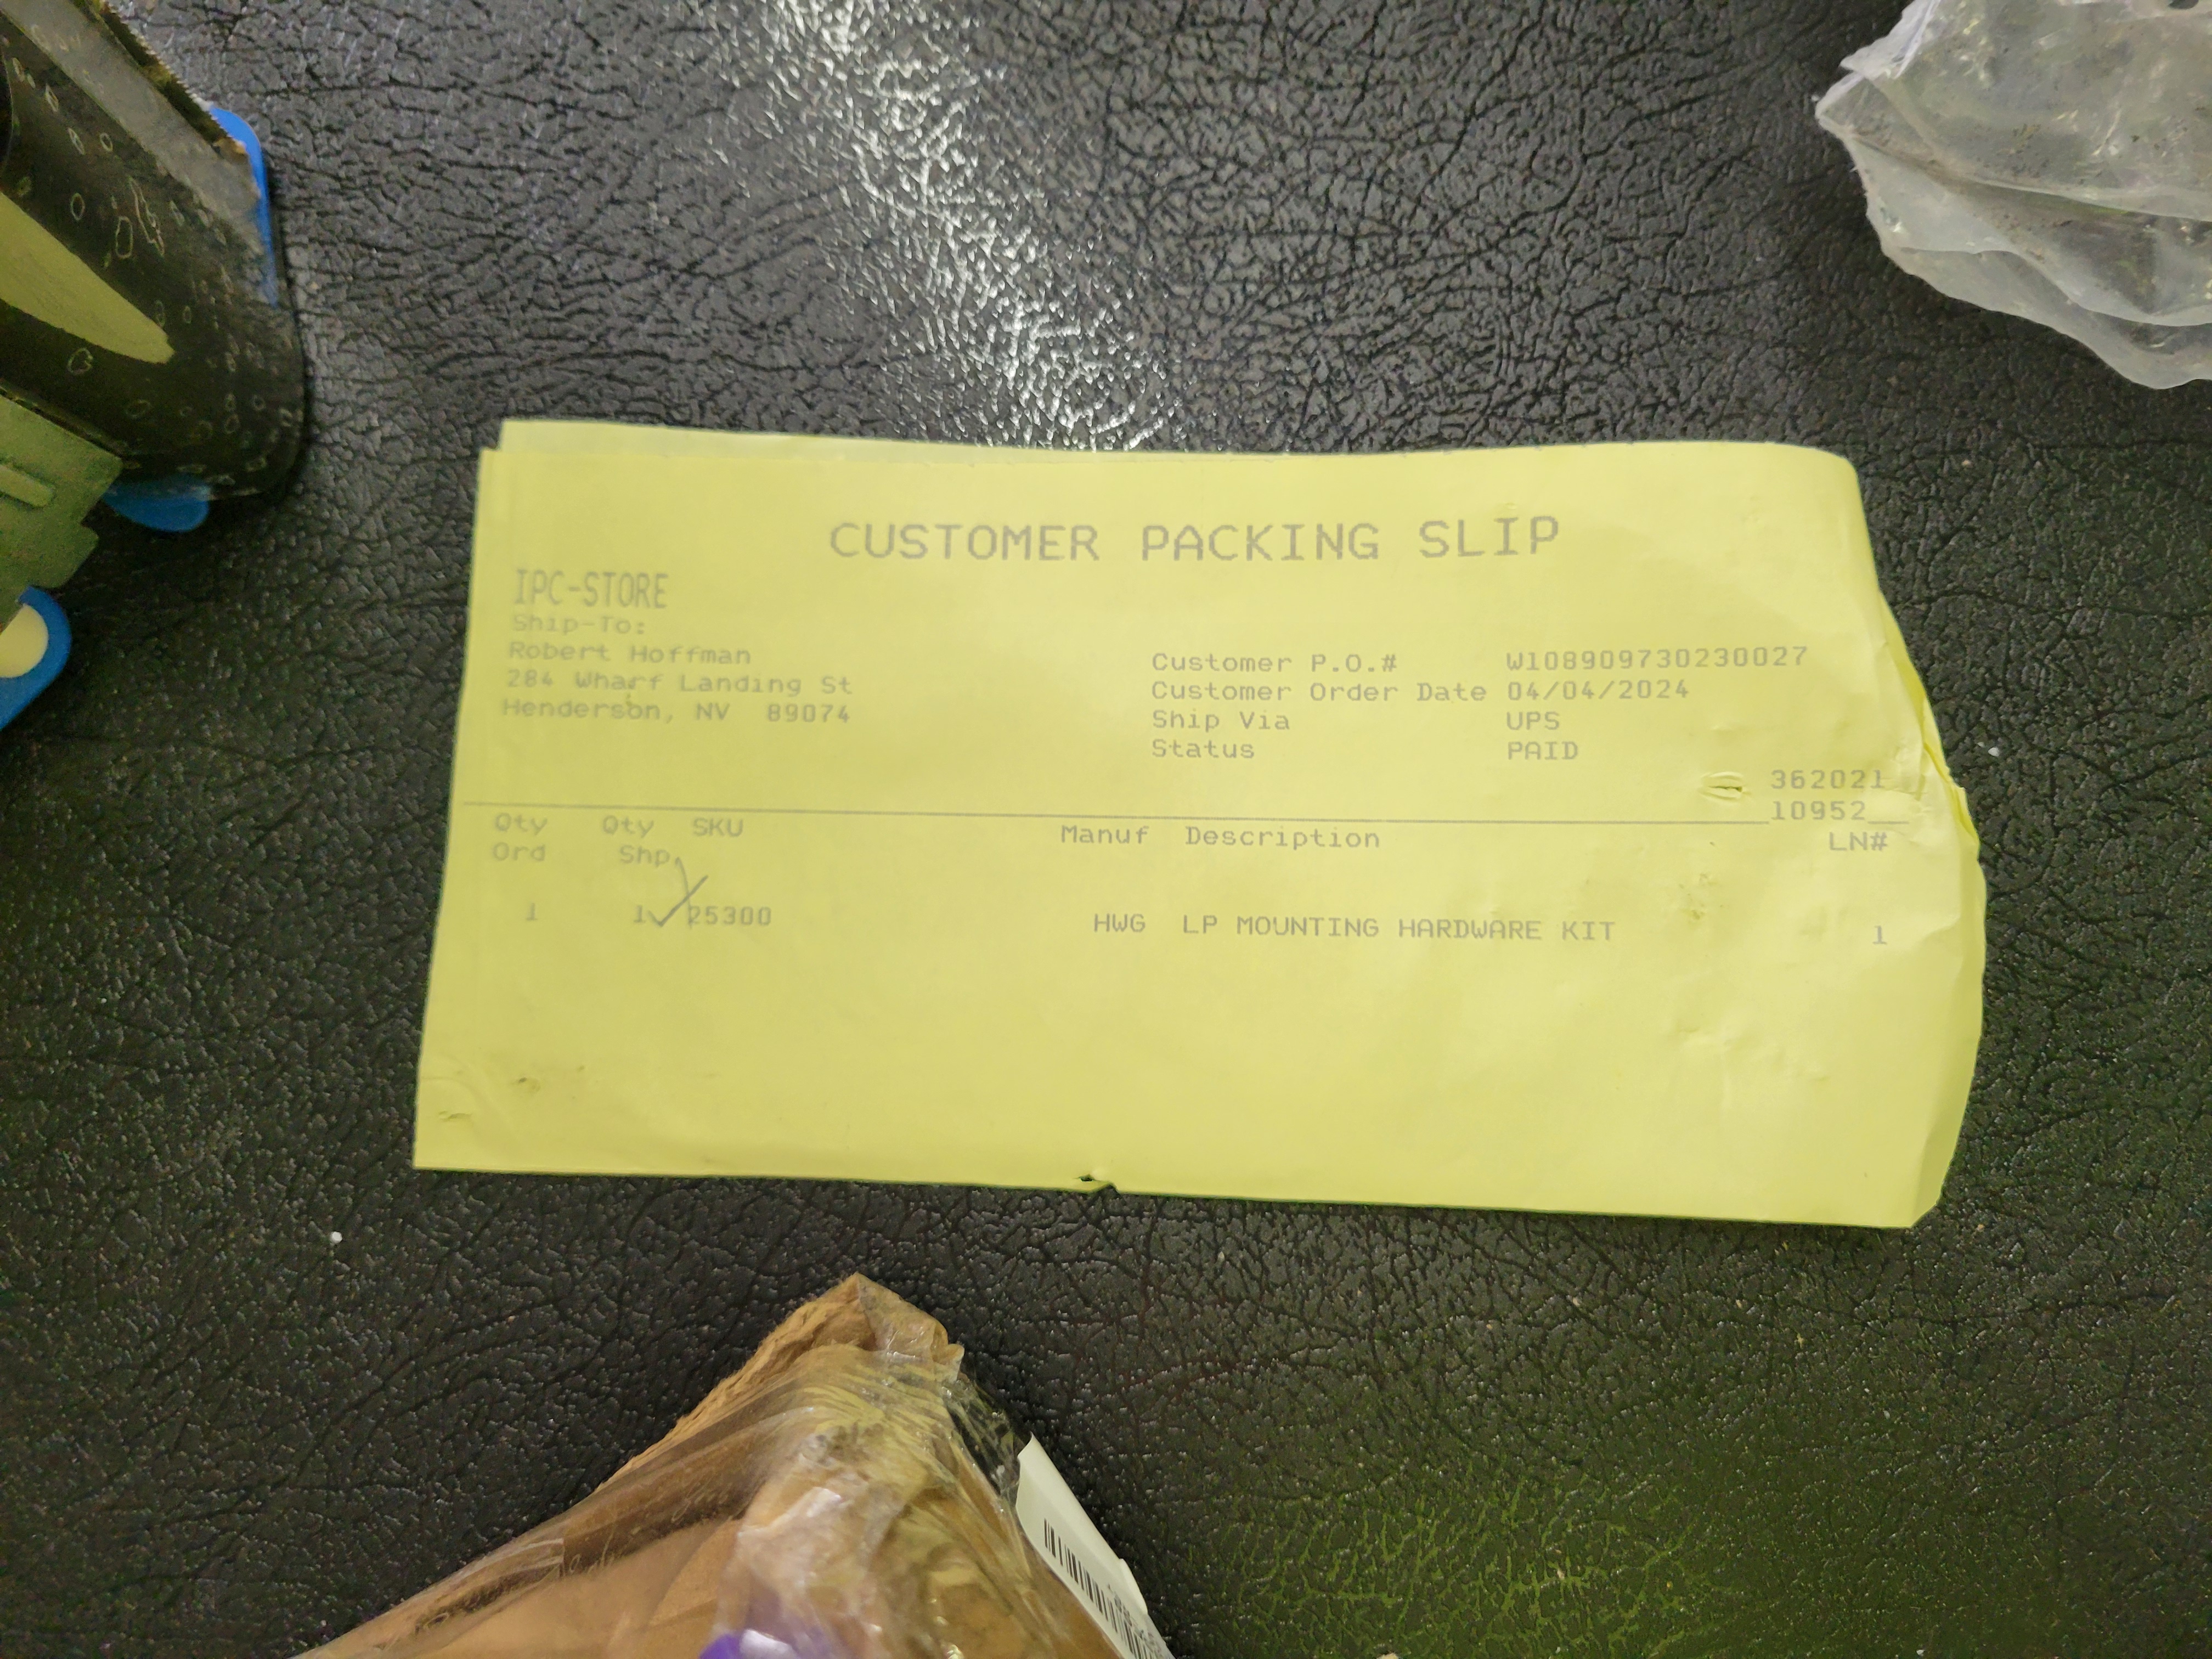 CUSTOMER PACKING SLIP
IPC-STORE
Ship-To:
Robert Hoffman
284 Wharf Landing St
Henderson, NV 89074
Customer P.O.# W108909730230027
Customer Order Date 04/04/2024
Ship Via UPS
Status PAID
362021
10952
Qty Qty SKU Manuf Description LN#
Ord Shp
1 1 25300 HWG LP MOUNTING HARDWARE KIT 1